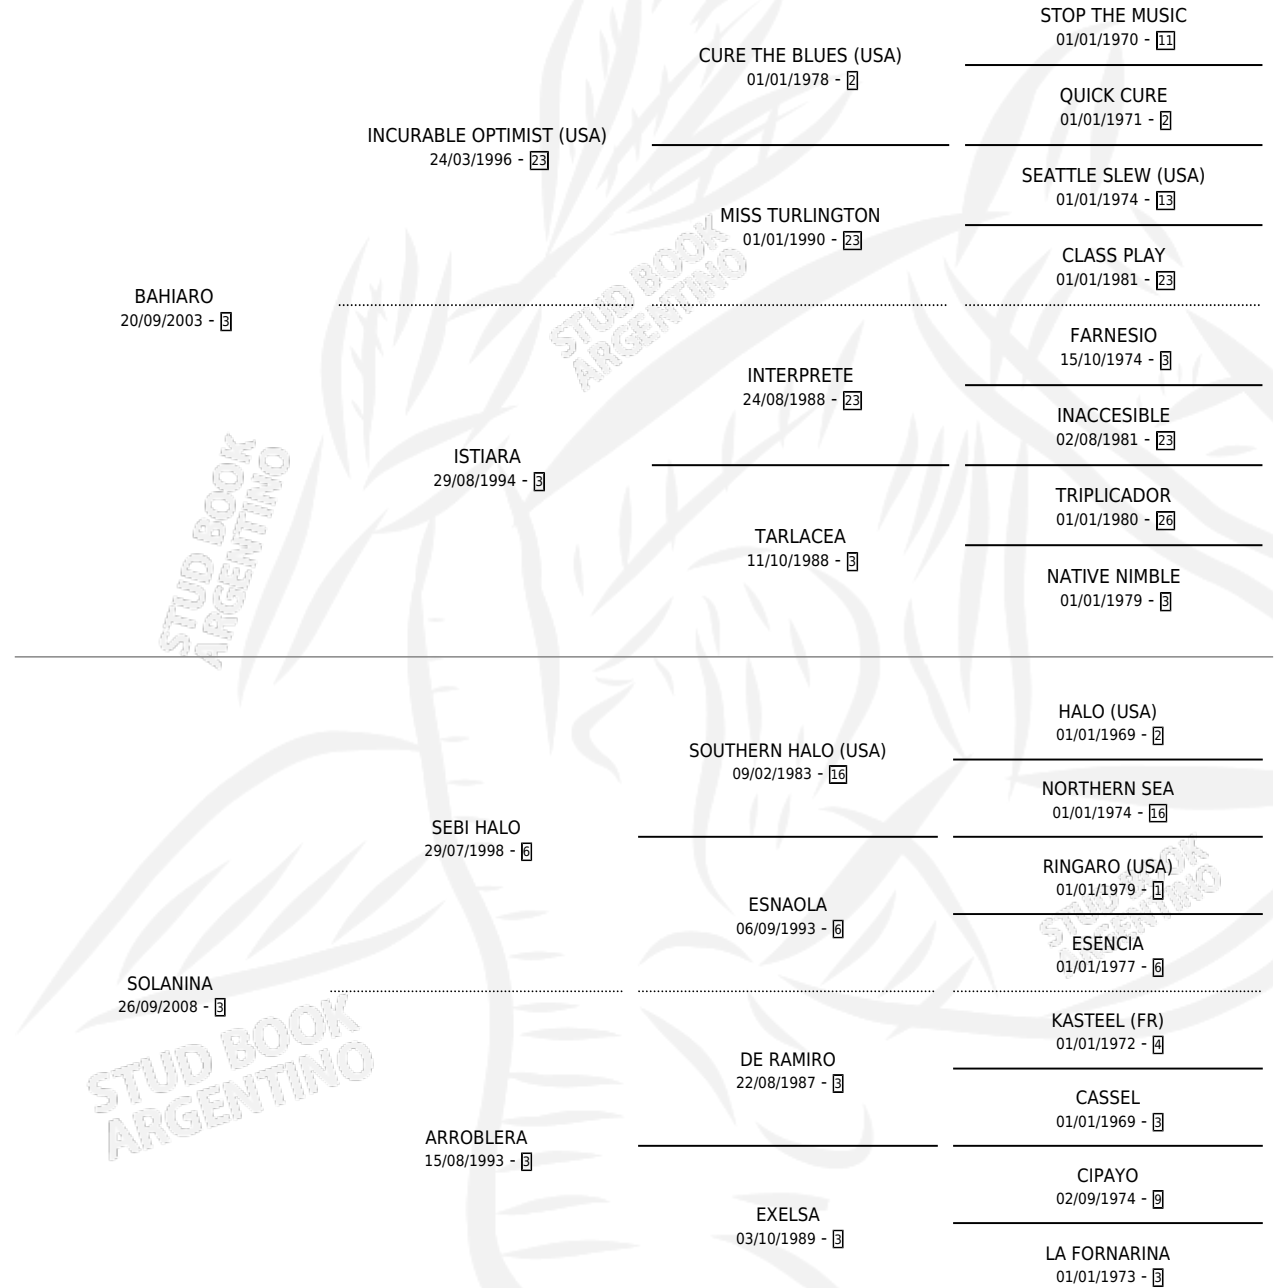 STOP THE MUSIC
01/01/1970 - 11
CURE THE BLUES (USA)
01/01/1978 - 2
QUICK CURE
01/01/1971 - 2
INCURABLE OPTIMIST (USA)
24/03/1996 - 23
SEATTLE SLEW (USA)
01/01/1974 - 13
MISS TURLINGTON
01/01/1990 - 23
CLASS PLAY
01/01/1981 - 23
BAHIARO
20/09/2003 - 3
FARNESIO
15/10/1974 - 3
INTERPRETE
24/08/1988 - 23
INACCESIBLE
02/08/1981 - 23
ISTIARA
29/08/1994 - 3
TRIPLICADOR
01/01/1980 - 26
TARLACEA
11/10/1988 - 3
NATIVE NIMBLE
01/01/1979 - 3
STUD BOOK
ARGENTINO
STUD BOOK
ARGENTINO
HALO (USA)
01/01/1969 - 2
SOUTHERN HALO (USA)
09/02/1983 - 16
NORTHERN SEA
01/01/1974 - 16
SEBI HALO
29/07/1998 - 6
RINGARO (USA)
01/01/1979 - 1
ESNAOLA
06/09/1993 - 6
ESENCIA
01/01/1977 - 6
SOLANINA
26/09/2008 - 3
KASTEEL (FR)
01/01/1972 - 4
DE RAMIRO
22/08/1987 - 3
CASSEL
01/01/1969 - 3
ARROBLERA
15/08/1993 - 3
CIPAYO
02/09/1974 - 9
EXELSA
03/10/1989 - 3
LA FORNARINA
01/01/1973 - 3
STUD BOOK
ARGENTINO
STUD BOOK
ARGENTINO